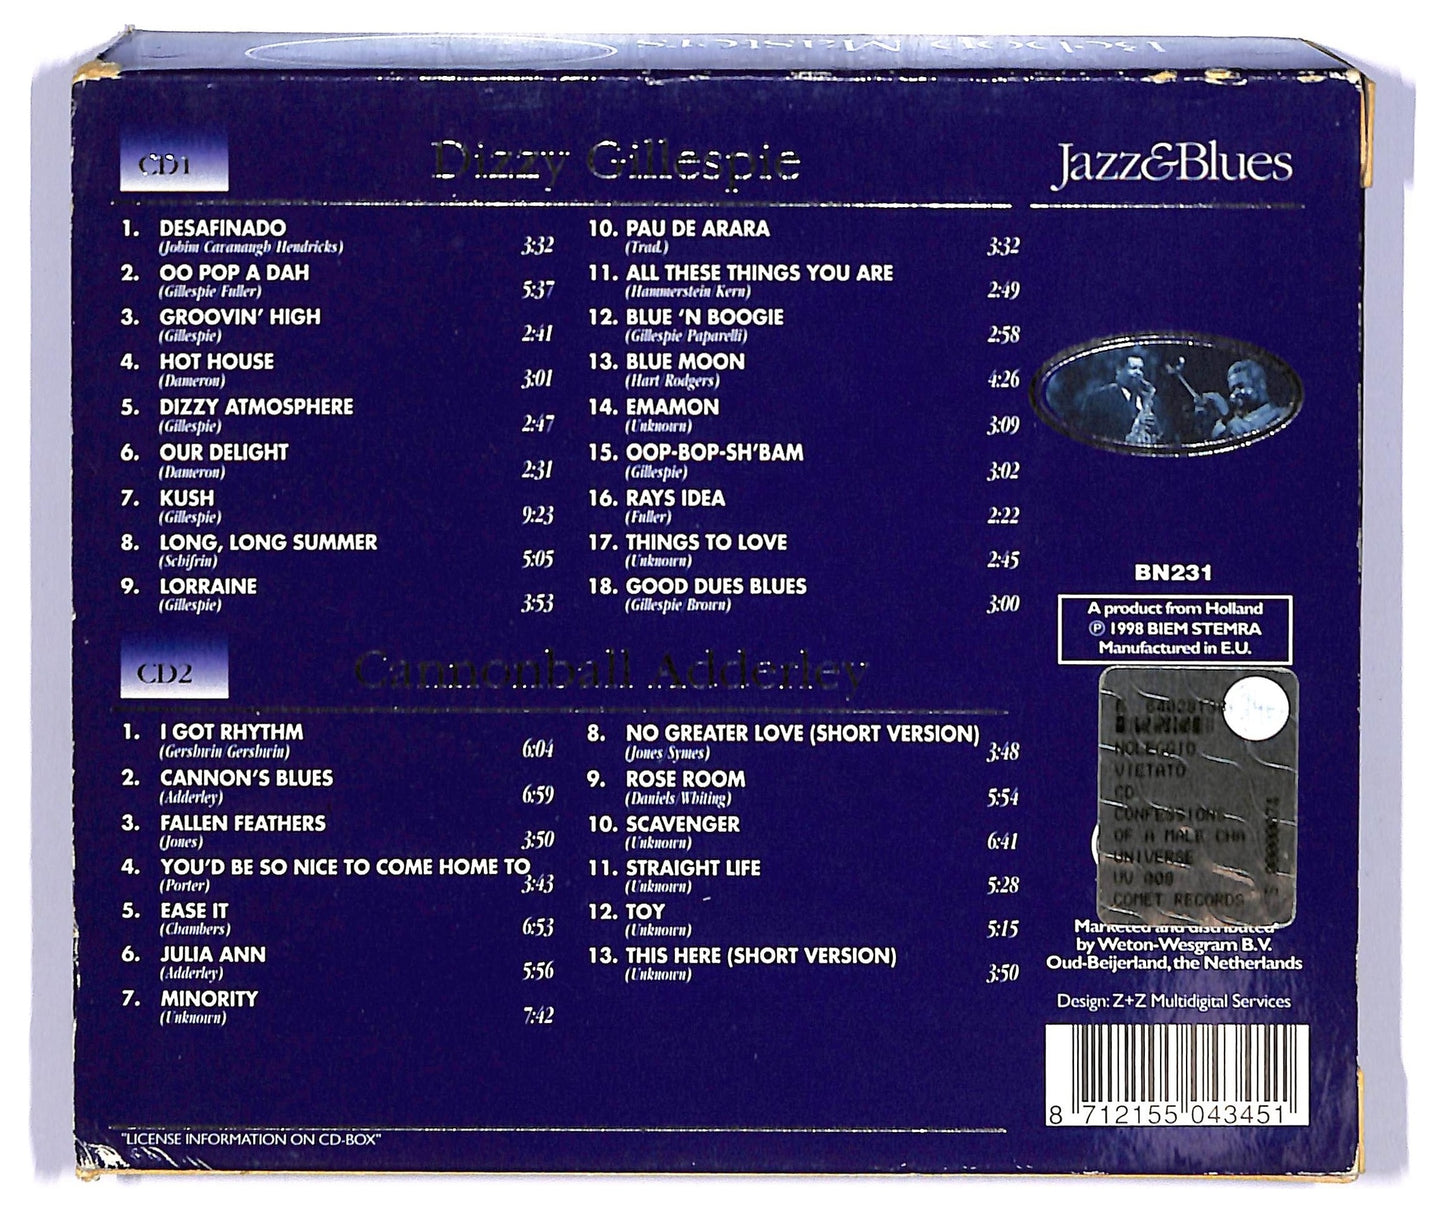 Bebop Masters
CD1
Dizzy Gillespie
Jazz&Blues
1. DESAFINADO
(Jobim/Cavanaugh/Hendricks) 3:32
2. OO POP A DAH
(Gillespie/Fuller) 5:37
3. GROOVIN' HIGH
(Gillespie) 2:41
4. HOT HOUSE
(Dameron) 3:01
5. DIZZY ATMOSPHERE
(Gillespie) 2:47
6. OUR DELIGHT
(Dameron) 2:31
7. KUSH
(Gillespie) 9:23
8. LONG, LONG SUMMER
(Schifrin) 5:05
9. LORRAINE
(Gillespie) 3:53
10. PAU DE ARARA
(Trad.) 3:32
11. ALL THESE THINGS YOU ARE
(Hammerstein/Kern) 2:49
12. BLUE 'N BOOGIE
(Gillespie/Paparelli) 2:58
13. BLUE MOON
(Hart/Rodgers) 4:26
14. EMAMON
(Unknown) 3:09
15. OOP-BOP-SH'BAM
(Gillespie) 3:02
16. RAYS IDEA
(Fuller) 2:22
17. THINGS TO LOVE
(Unknown) 2:45
18. GOOD DUES BLUES
(Gillespie/Brown) 3:00
CD2
Cannonball Adderley
1. I GOT RHYTHM
(Gershwin/Gershwin) 6:04
2. CANNON'S BLUES
(Adderley) 6:59
3. FALLEN FEATHERS
(Jones) 3:50
4. YOU'D BE SO NICE TO COME HOME TO
(Porter) 3:43
5. EASE IT
(Chambers) 6:53
6. JULIA ANN
(Adderley) 5:56
7. MINORITY
(Unknown) 7:42
8. NO GREATER LOVE (SHORT VERSION)
(Jones/Symes) 3:48
9. ROSE ROOM
(Daniels/Whiting) 5:54
10. SCAVENGER
(Unknown) 6:41
11. STRAIGHT LIFE
(Unknown) 5:28
12. TOY
(Unknown) 5:15
13. THIS HERE (SHORT VERSION)
(Unknown) 3:50
"LICENSE INFORMATION ON CD-BOX"
BN231
A product from Holland
℗ 1998 BIEM STEMRA
Manufactured in E.U.
NOLEGGIO
VIETATO
CD
CONFESSIONS
OF A MALE CHA
UNIVERSE
UV 008
COMET RECORDS
Marketed and distributed
by Weton-Wesgram B.V.
Oud-Beijerland, the Netherlands
Design: Z+Z Multidigital Services
8 712155 043451